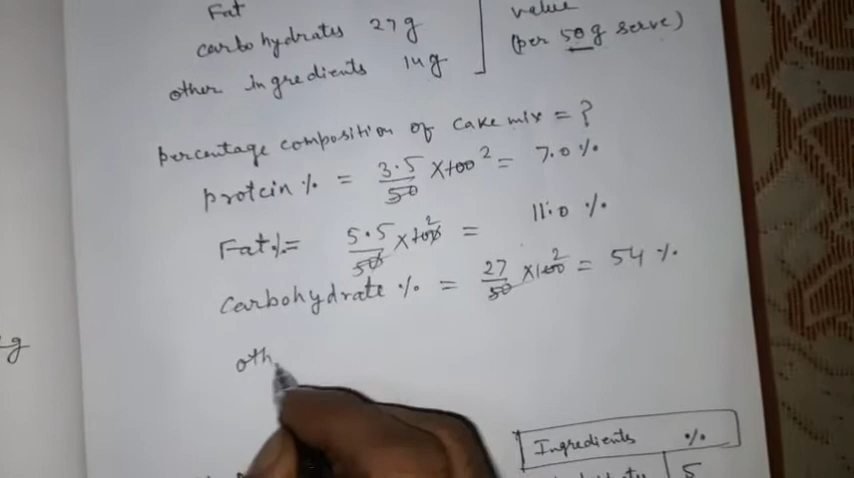 Fat
value
carbohydrates 27g
(per 50g serve)
other ingredients 14g
percentage composition of cake mix = ?
protein % = 3.5/50 × 100 2 = 7.0 %
Fat % = 5.5/50 × 100 2 = 11.0 %
carbohydrate % = 27/50 × 100 2 = 54 %
oth
g
Ingredients %
5